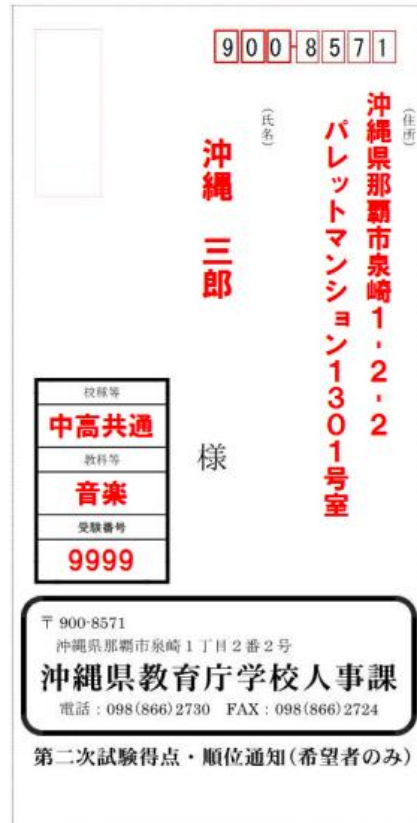 900-8571
(住所)
沖縄県那覇市泉崎1-2-2
パレットマンション1301号室
(氏名)
沖縄 三郎
様
校種等
中高共通
教科等
音楽
受験番号
9999
〒900-8571
沖縄県那覇市泉崎1丁目2番2号
沖縄県教育庁学校人事課
電話：098(866)2730 FAX：098(866)2724
第二次試験得点・順位通知(希望者のみ)